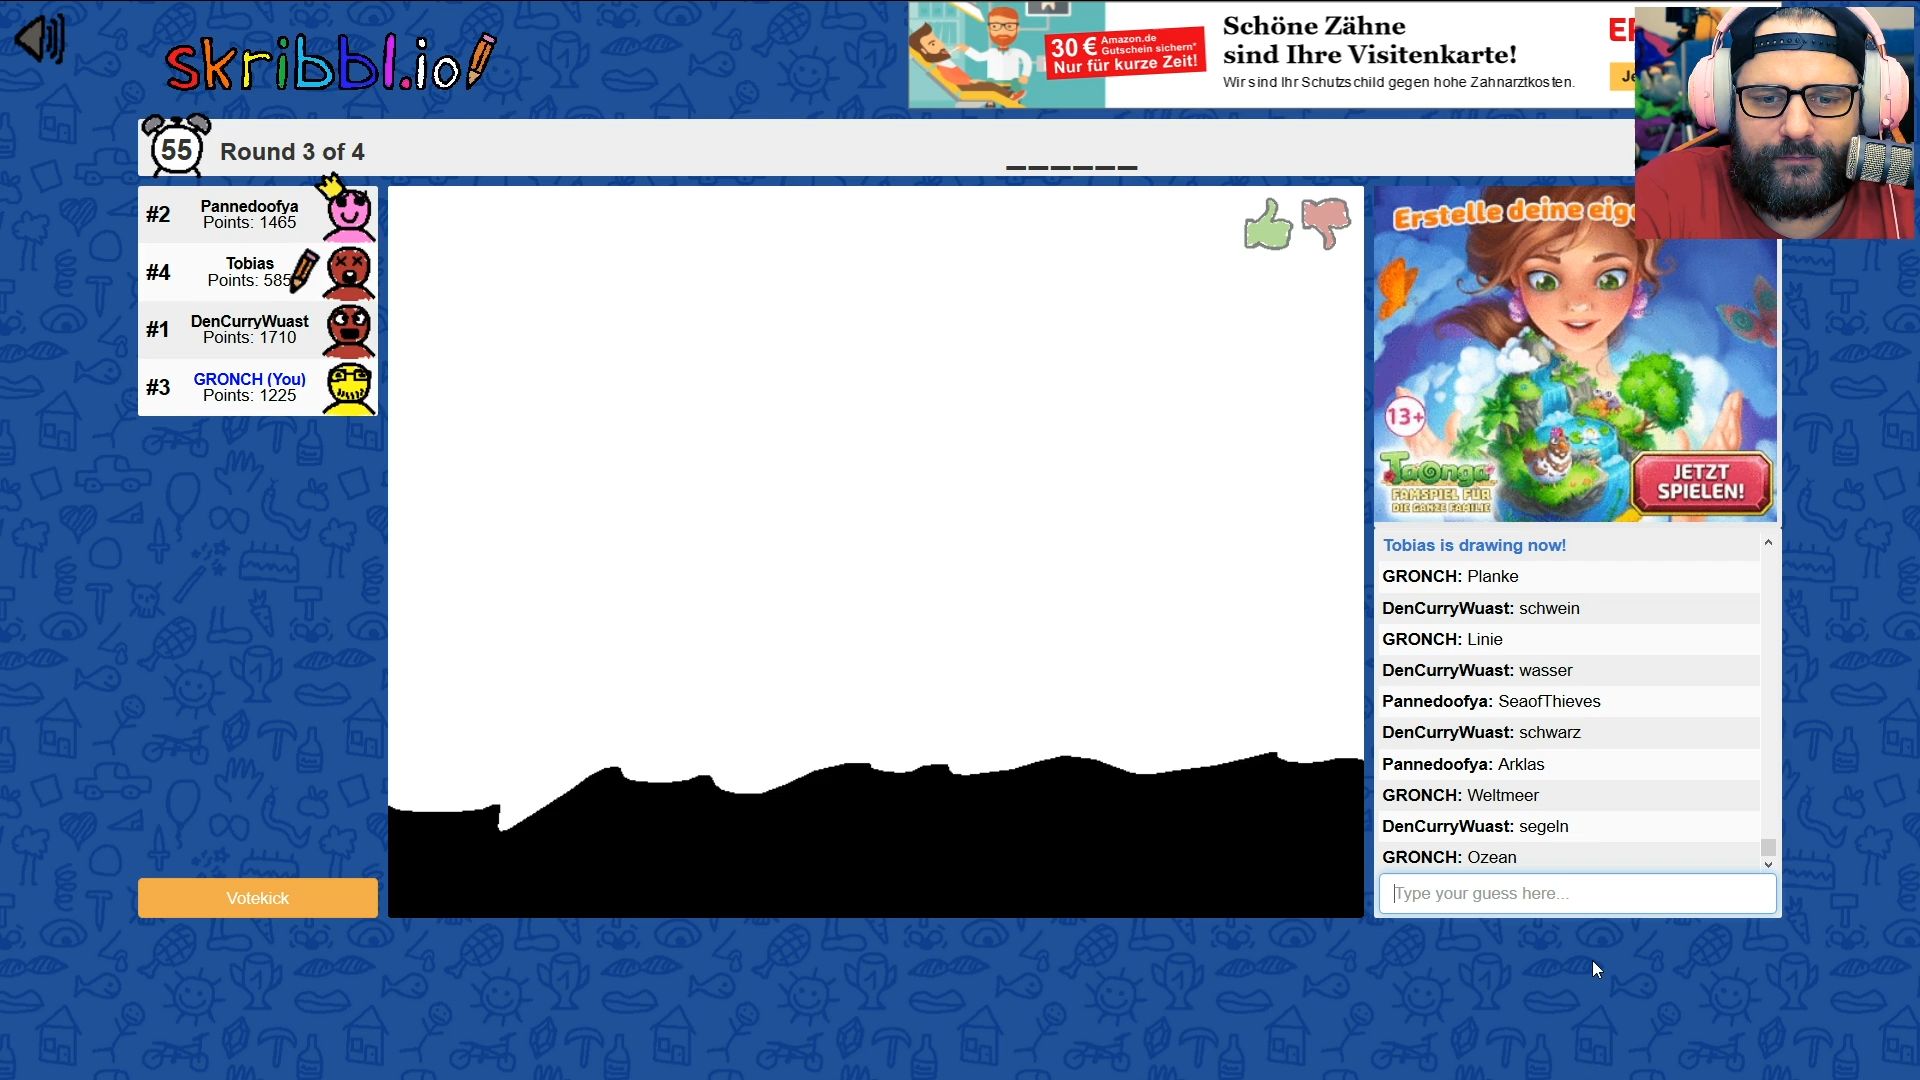 skribbl.io
30 € Amazon.de
Gutschein sichern*
Nur für kurze Zeit!
Schöne Zähne
sind Ihre Visitenkarte!
Wir sind Ihr Schutzschild gegen hohe Zahnarztkosten.
55
Round 3 of 4
______
#2
Pannedoofya
Points: 1465
#4
Tobias
Points: 585
#1
DenCurryWuast
Points: 1710
#3
GRONCH (You)
Points: 1225
Votekick
Erstelle deine eig
13+
Taonga
FAMSPIEL FÜR
DIE GANZE FAMILIE
JETZT
SPIELEN!
Tobias is drawing now!
GRONCH: Planke
DenCurryWuast: schwein
GRONCH: Linie
DenCurryWuast: wasser
Pannedoofya: SeaofThieves
DenCurryWuast: schwarz
Pannedoofya: Arklas
GRONCH: Weltmeer
DenCurryWuast: segeln
GRONCH: Ozean
Type your guess here...